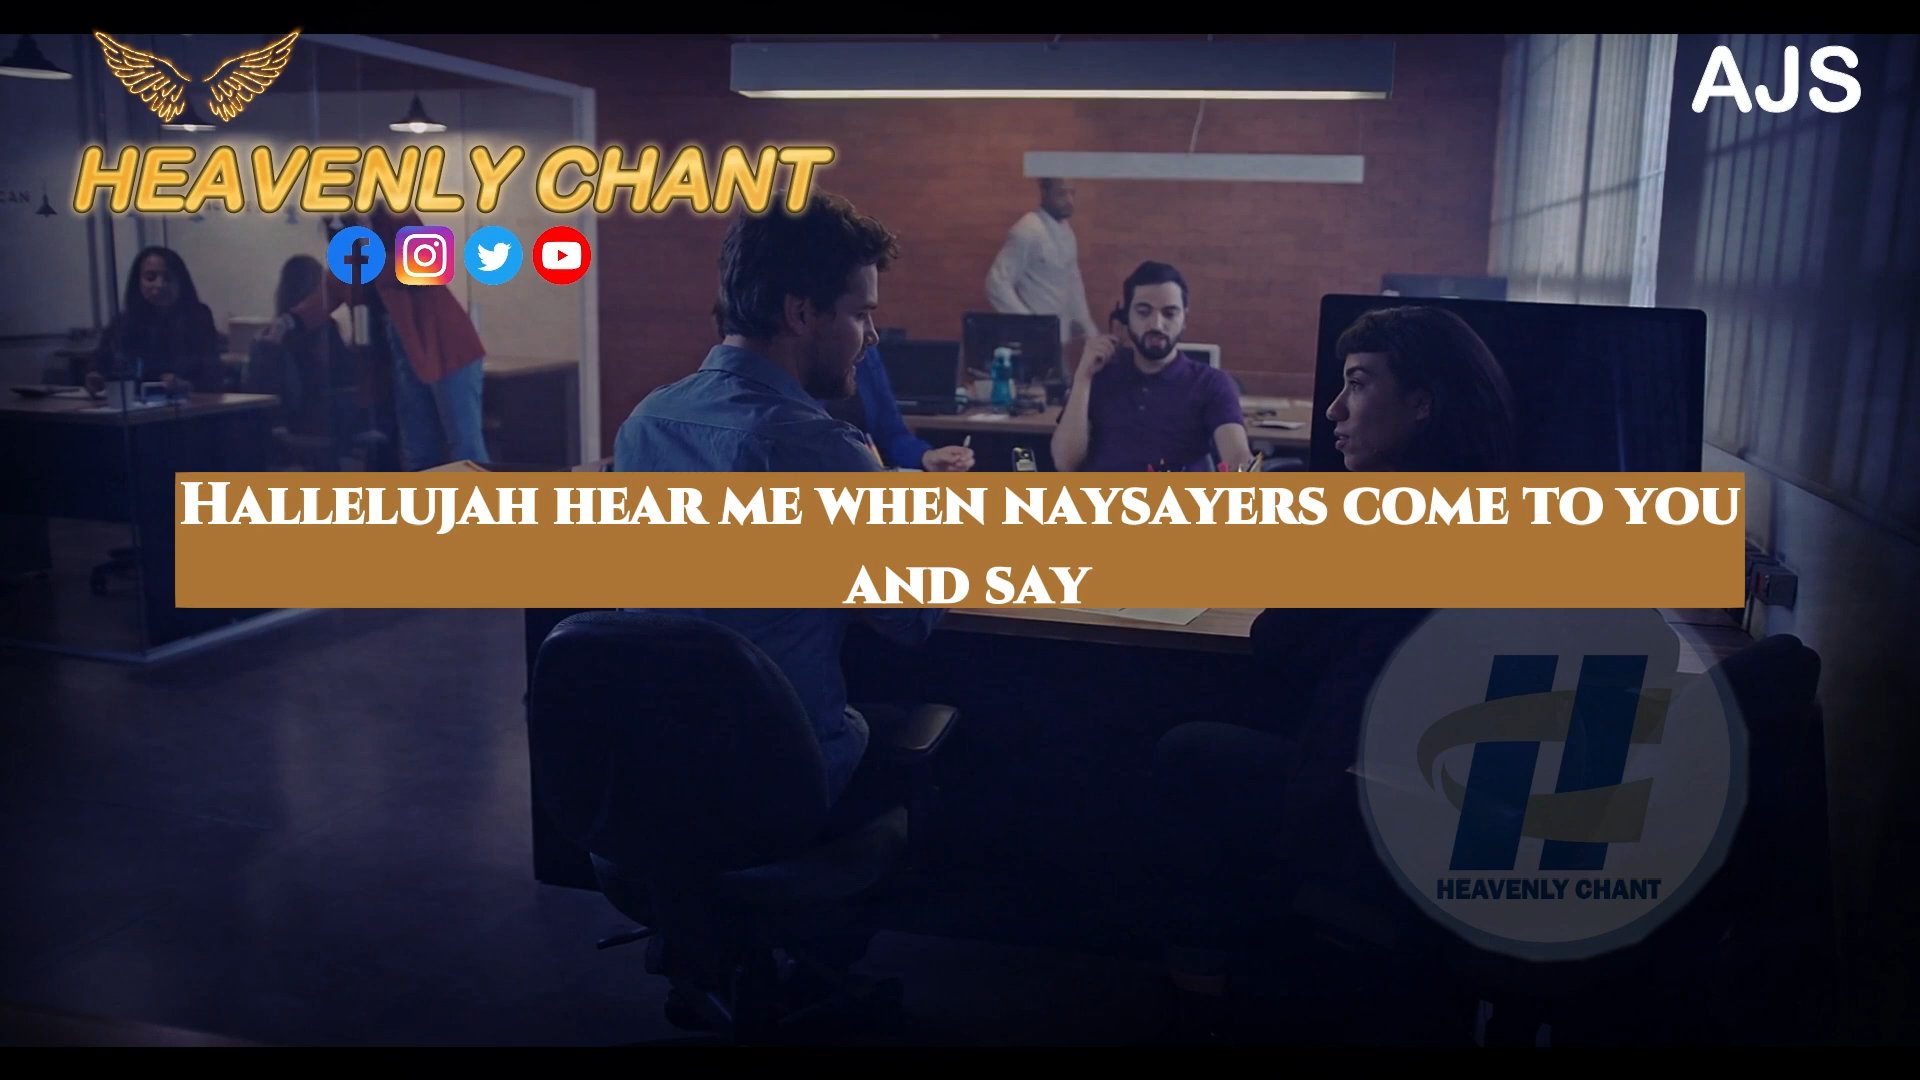 AJS
HEAVENLY CHANT
Hallelujah hear me when naysayers come to you
and say
HEAVENLY CHANT